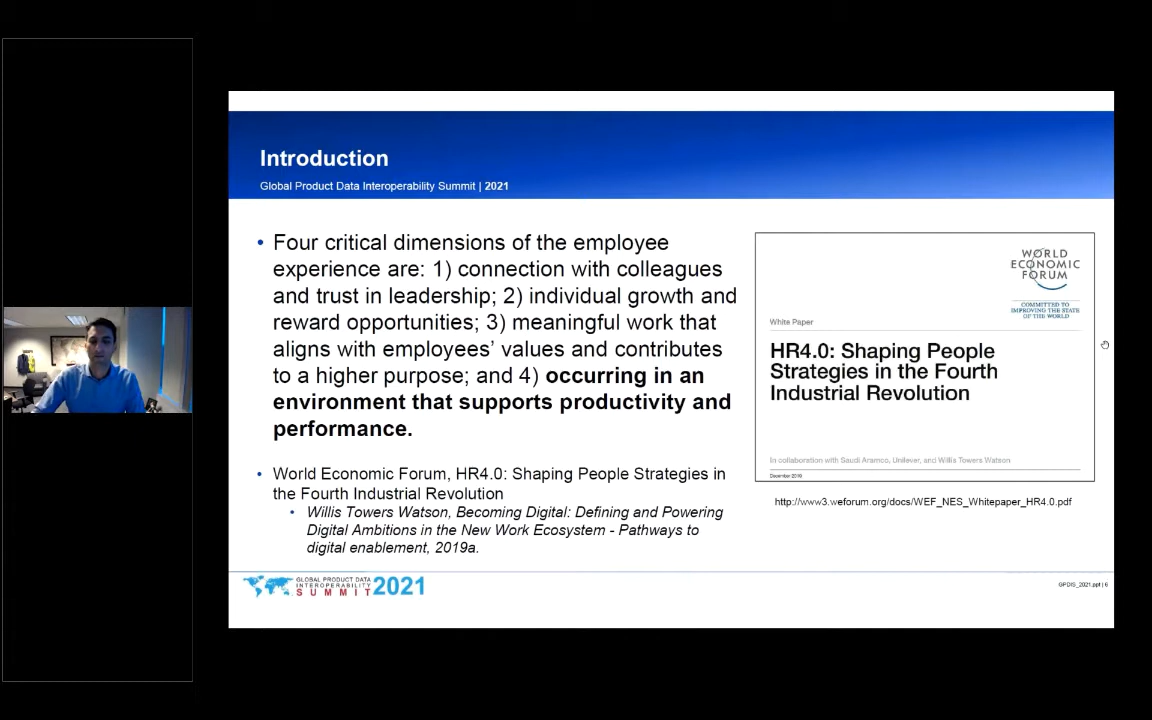 Introduction
Global Product Data Interoperability Summit | 2021
• Four critical dimensions of the employee
experience are: 1) connection with colleagues
and trust in leadership; 2) individual growth and
reward opportunities; 3) meaningful work that
aligns with employees’ values and contributes
to a higher purpose; and 4) occurring in an
environment that supports productivity and
performance.
• World Economic Forum, HR4.0: Shaping People Strategies in
the Fourth Industrial Revolution
• Willis Towers Watson, Becoming Digital: Defining and Powering
Digital Ambitions in the New Work Ecosystem - Pathways to
digital enablement, 2019a.
WORLD
ECONOMIC
FORUM
COMMITTED TO
IMPROVING THE STATE
OF THE WORLD
White Paper
HR4.0: Shaping People
Strategies in the Fourth
Industrial Revolution
In collaboration with Saudi Aramco, Unilever, and Willis Towers Watson
December 2019
http://www3.weforum.org/docs/WEF_NES_Whitepaper_HR4.0.pdf
GLOBAL PRODUCT DATA
INTEROPERABILITY
SUMMIT 2021
GPDIS_2021.ppt | 6